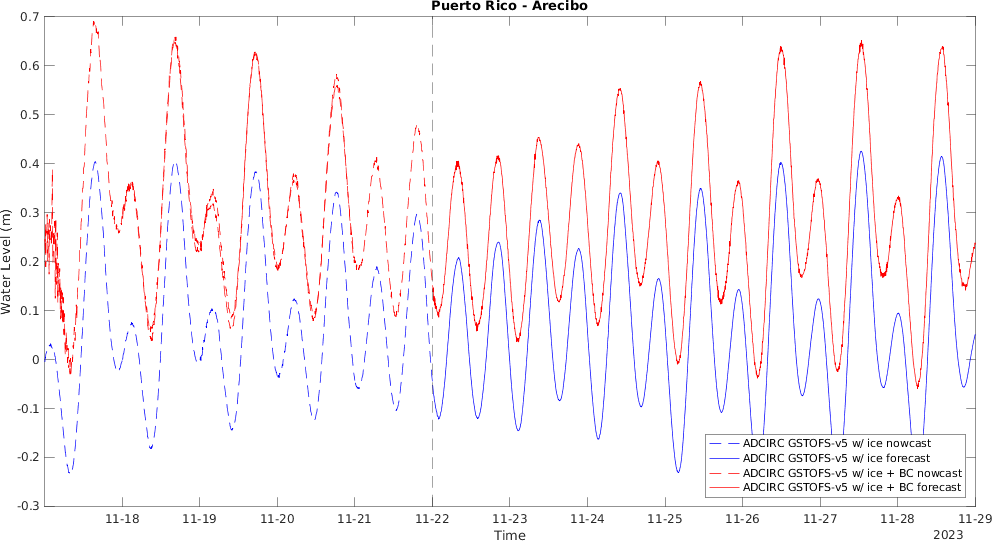 Puerto Rico - Arecibo
0.7
0.6
0.5
0.4
0.3
0.2
0.1
0
-0.1
-0.2
-0.3
Water Level (m)
ADCIRC GSTOFS-v5 w/ ice nowcast
ADCIRC GSTOFS-v5 w/ ice forecast
ADCIRC GSTOFS-v5 w/ ice + BC nowcast
ADCIRC GSTOFS-v5 w/ ice + BC forecast
11-18 11-19 11-20 11-21 11-22 11-23 11-24 11-25 11-26 11-27 11-28 11-29
Time
2023